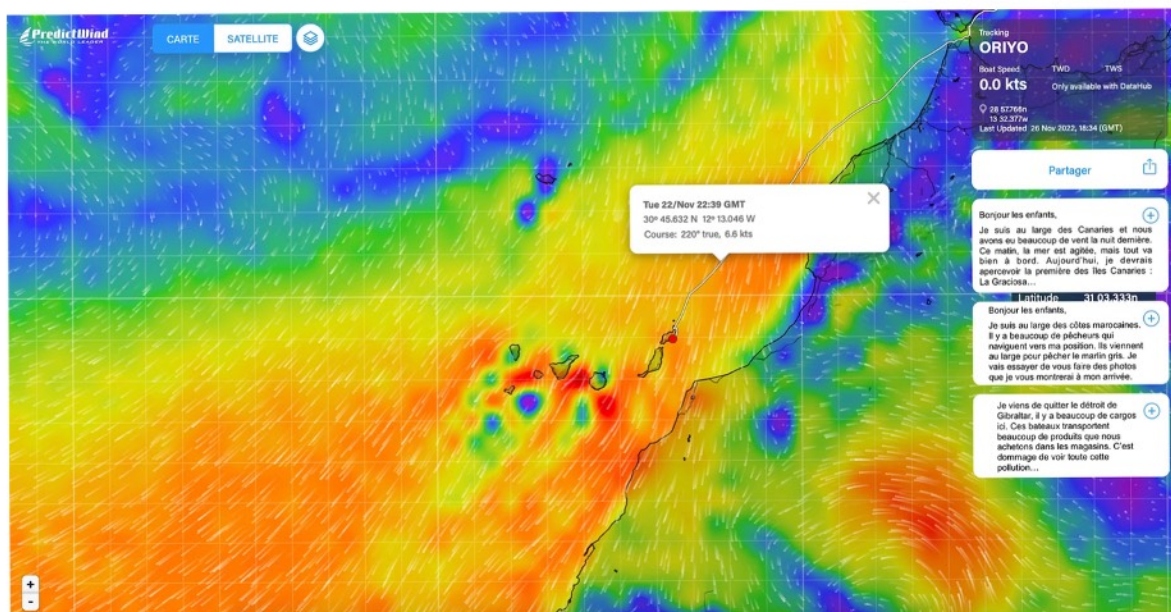 PredictWind
THE WORLD LEADER
CARTE
SATELLITE
Tracking
ORIYO
Boat Speed TWD TWS
0.0 kts Only available with DataHub
28 57.766n
13 32.377w
Last Updated 26 Nov 2022, 18:34 (GMT)
Partager
Tue 22/Nov 22:39 GMT
30º 45.632 N 12º 13.046 W
Course: 220° true, 6.6 kts
Bonjour les enfants,
Je suis au large des Canaries et nous
avons eu beaucoup de vent la nuit dernière.
Ce matin, la mer est agitée, mais tout va
bien à bord. Aujourd'hui, je devrais
apercevoir la première des Iles Canaries :
La Graciosa...
Latitude 31 03.333n
Bonjour les enfants,
Je suis au large des côtes marocaines.
Il y a beaucoup de pêcheurs qui
naviguent vers ma position. Ils viennent
au large pour pêcher le marlin gris. Je
vais essayer de vous faire des photos
que je vous montrerai à mon arrivée.
Je viens de quitter le détroit de
Gibraltar, il y a beaucoup de cargos
ici. Ces bateaux transportent
beaucoup de produits que nous
achetons dans les magasins. C'est
dommage de voir toute cette
pollution...
+
-